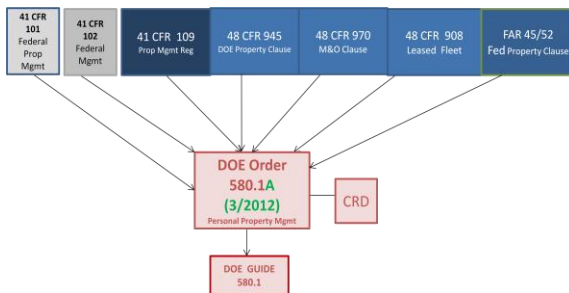 41 CFR
101
Federal
Prop
Mgmt
41 CFR
102
Federal
Mgmt
41 CFR 109
Prop Mgmt Reg
48 CFR 945
DOE Property Clause
48 CFR 970
M&O Clause
48 CFR 908
Leased Fleet
FAR 45/52
Fed Property Clause
DOE Order
580.1A
(3/2012)
Personal Property Mgmt
CRD
DOE GUIDE
580.1